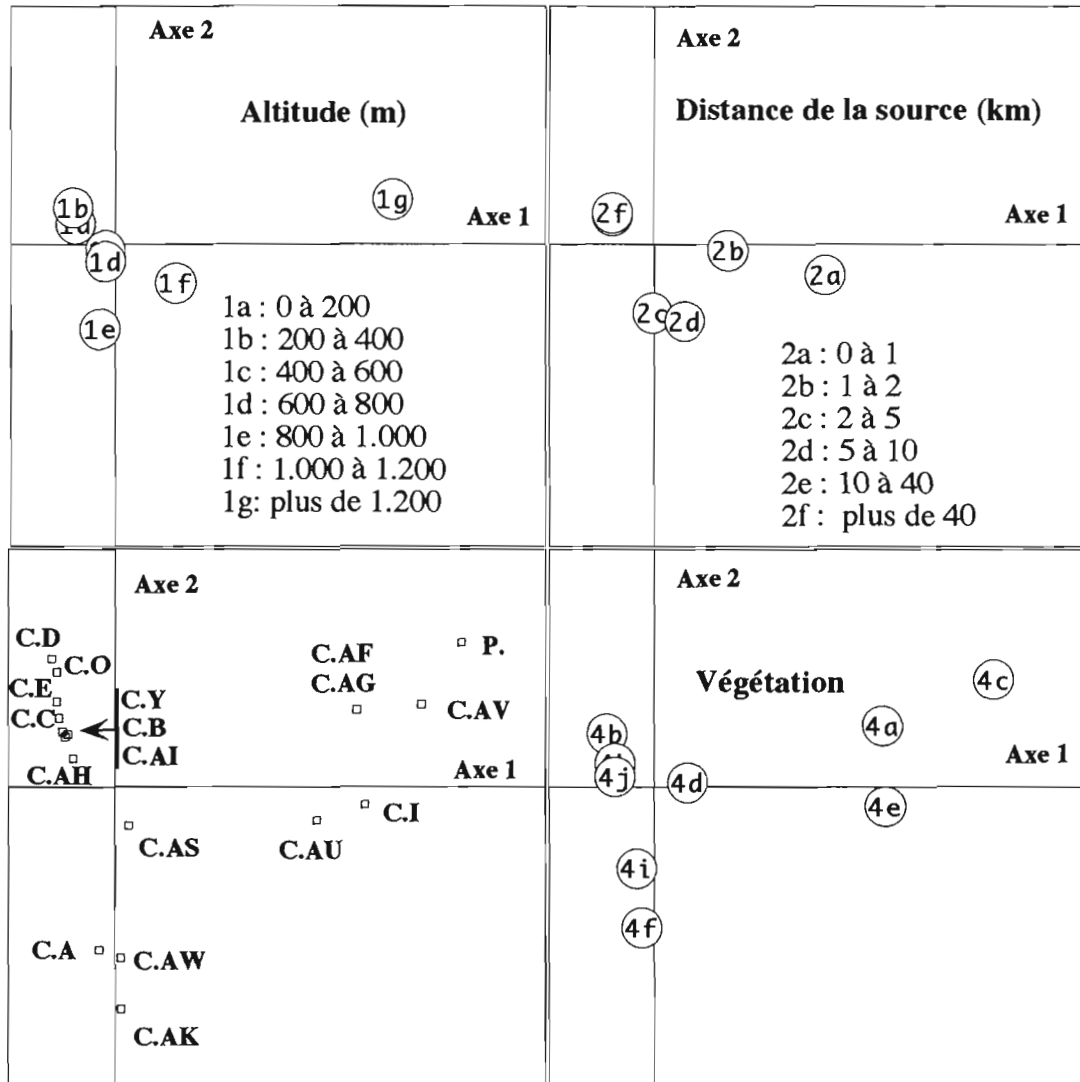 Axe 2
Altitude (m)
1b
1a
1g
Axe 1
1d
1f
1e
1a : 0 à 200
1b : 200 à 400
1c : 400 à 600
1d : 600 à 800
1e : 800 à 1.000
1f : 1.000 à 1.200
1g: plus de 1.200
Axe 2
Distance de la source (km)
2f
Axe 1
2b
2a
2c
2d
2a : 0 à 1
2b : 1 à 2
2c : 2 à 5
2d : 5 à 10
2e : 10 à 40
2f : plus de 40
Axe 2
C.D
C.O
C.E
C.C
C.Y
C.B
C.AI
C.AH
C.AF
C.AG
P.
C.AV
Axe 1
C.I
C.AU
C.AS
C.A
C.AW
C.AK
Axe 2
Végétation
4c
4a
4b
Axe 1
4j
4d
4e
4i
4f